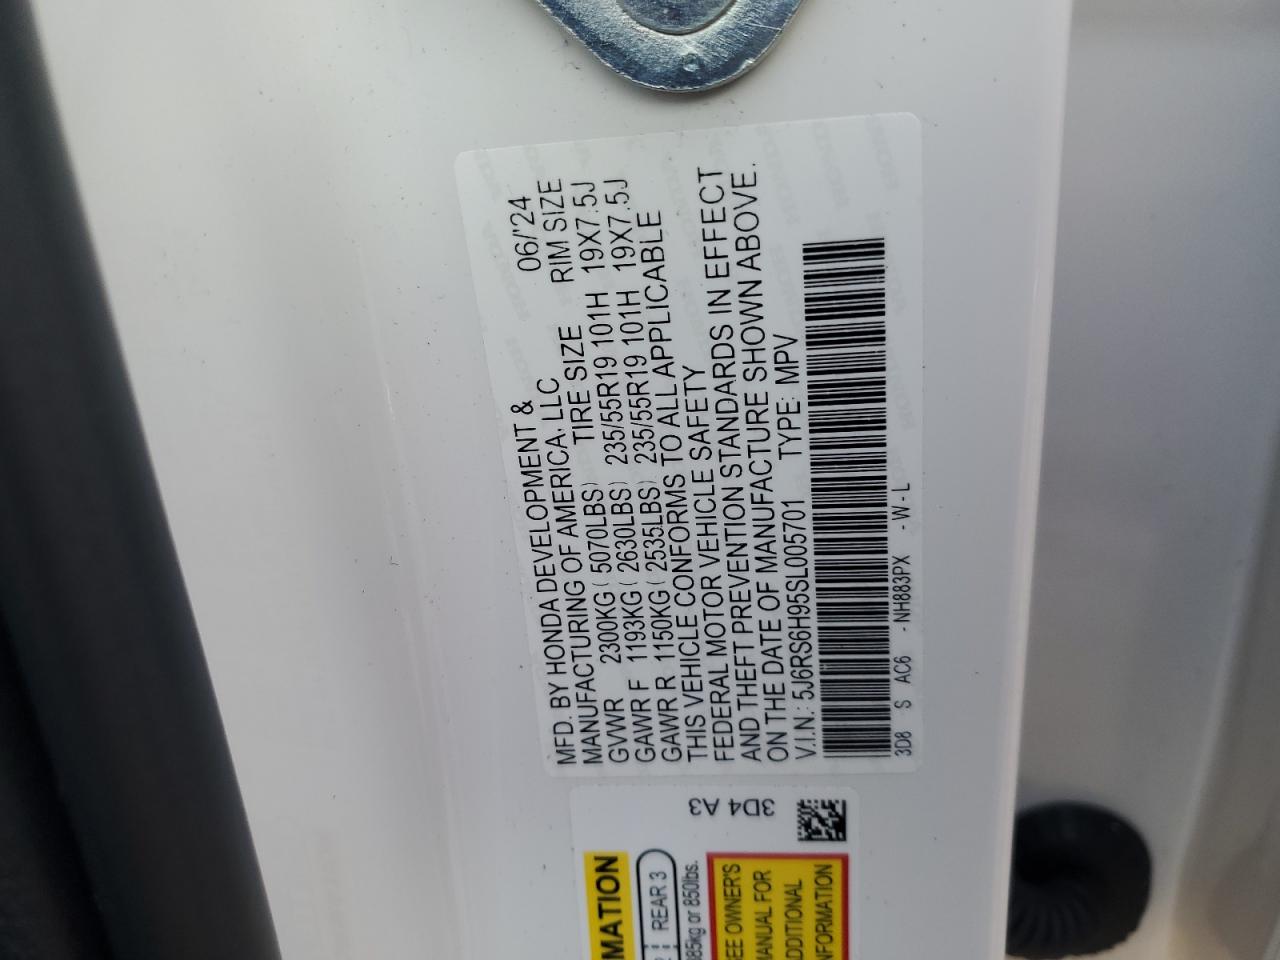 MFD. BY HONDA DEVELOPMENT & 06/'24
MANUFACTURING OF AMERICA, LLC
TIRE SIZE RIM SIZE
GVWR 2300KG ( 5070LBS)
GAWR F 1193KG ( 2630LBS) 235/55R19 101H 19X7.5J
GAWR R 1150KG ( 2535LBS) 235/55R19 101H 19X7.5J
THIS VEHICLE CONFORMS TO ALL APPLICABLE
FEDERAL MOTOR VEHICLE SAFETY
AND THEFT PREVENTION STANDARDS IN EFFECT
ON THE DATE OF MANUFACTURE SHOWN ABOVE.
V.I.N.: 5J6RS6H95SL005701 TYPE: MPV
3D8 S AC6 - NH883PX - W - L
3D4 A3
MATION
REAR 3
385kg or 850lbs.
SEE OWNER'S
MANUAL FOR
ADDITIONAL
INFORMATION